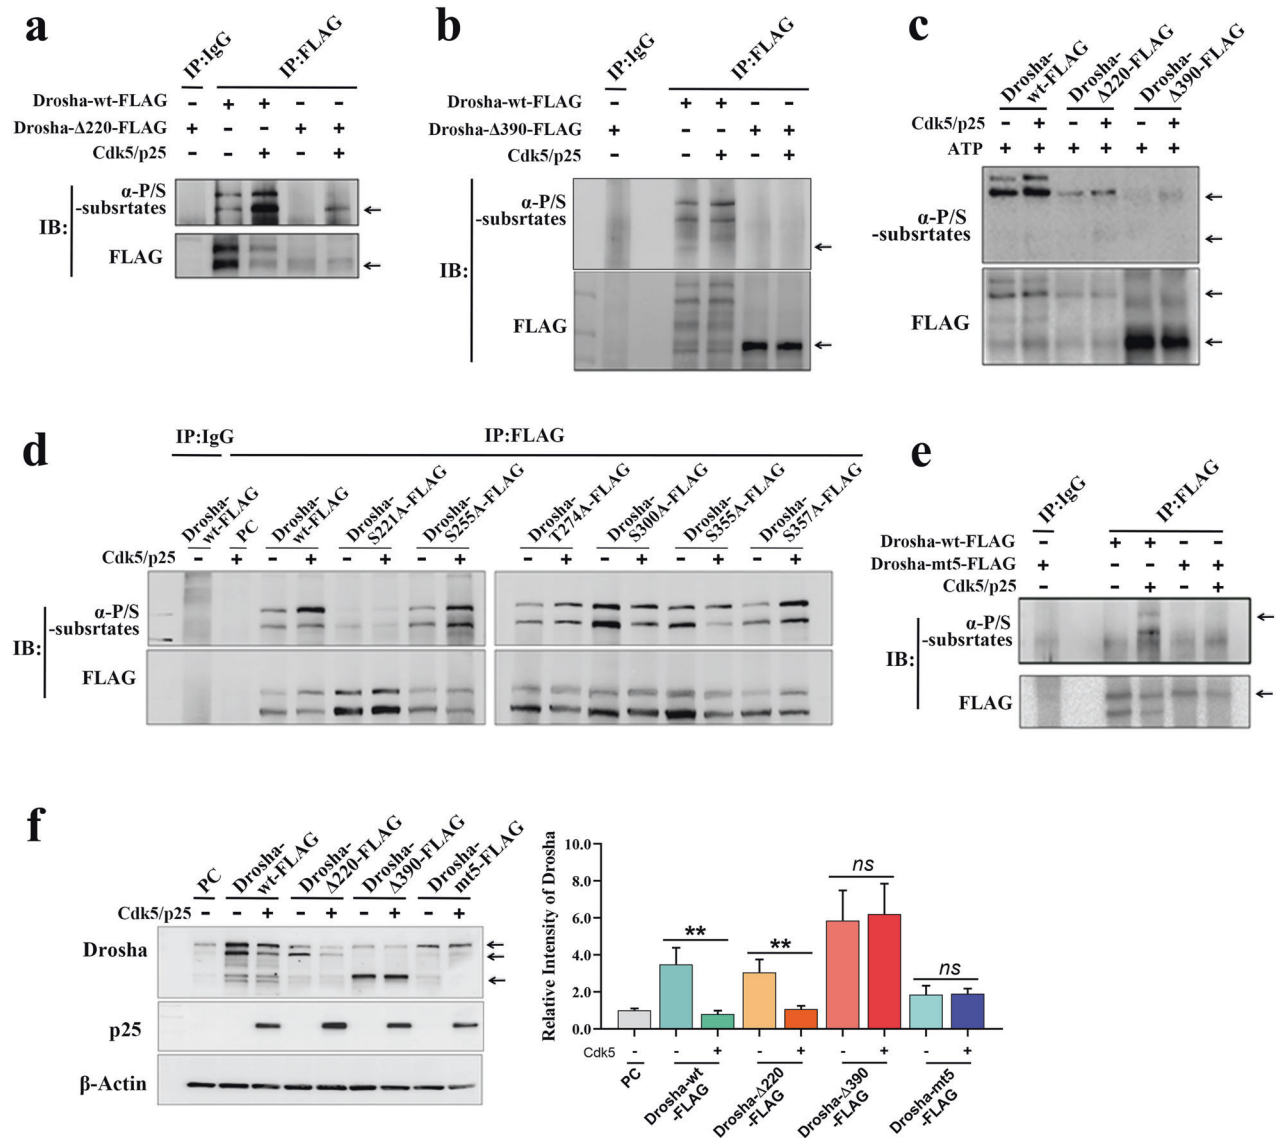 a
IP:IgG
IP:FLAG
Drosha-wt-FLAG - + + - -
Drosha-Δ220-FLAG + - - + +
Cdk5/p25 - - + - +
IB:
α-P/S
-subsrtates
FLAG
b
IP:IgG
IP:FLAG
Drosha-wt-FLAG - + + - -
Drosha-Δ390-FLAG + - - + +
Cdk5/p25 - - + - +
IB:
α-P/S
-subsrtates
FLAG
c
Drosha-
wt-FLAG
Drosha-
Δ220-FLAG
Drosha-
Δ390-FLAG
Cdk5/p25 - + - + - +
ATP + + + + + +
α-P/S
-subsrtates
FLAG
d
IP:IgG
IP:FLAG
Drosha-
wt-FLAG
PC
Drosha-
wt-FLAG
Drosha-
S221A-FLAG
Drosha-
S255A-FLAG
Drosha-
T274A-FLAG
Drosha-
S300A-FLAG
Drosha-
S355A-FLAG
Drosha-
S357A-FLAG
Cdk5/p25 - + - + - + - + - + - + - + - +
IB:
α-P/S
-subsrtates
FLAG
e
IP:IgG
IP:FLAG
Drosha-wt-FLAG - + + - -
Drosha-mt5-FLAG + - - + +
Cdk5/p25 - - + - +
IB:
α-P/S
-subsrtates
FLAG
f
PC
Drosha-
wt-FLAG
Drosha-
Δ220-FLAG
Drosha-
Δ390-FLAG
Drosha-
mt5-FLAG
Cdk5/p25 - - + - + - + - +
Drosha
p25
β-Actin
Relative Intensity of Drosha
10.0
8.0
6.0
4.0
2.0
0.0
**
**
ns
ns
Cdk5 - - + - + - + - +
PC
Drosha-wt
-FLAG
Drosha-Δ220
-FLAG
Drosha-Δ390
-FLAG
Drosha-mt5
-FLAG